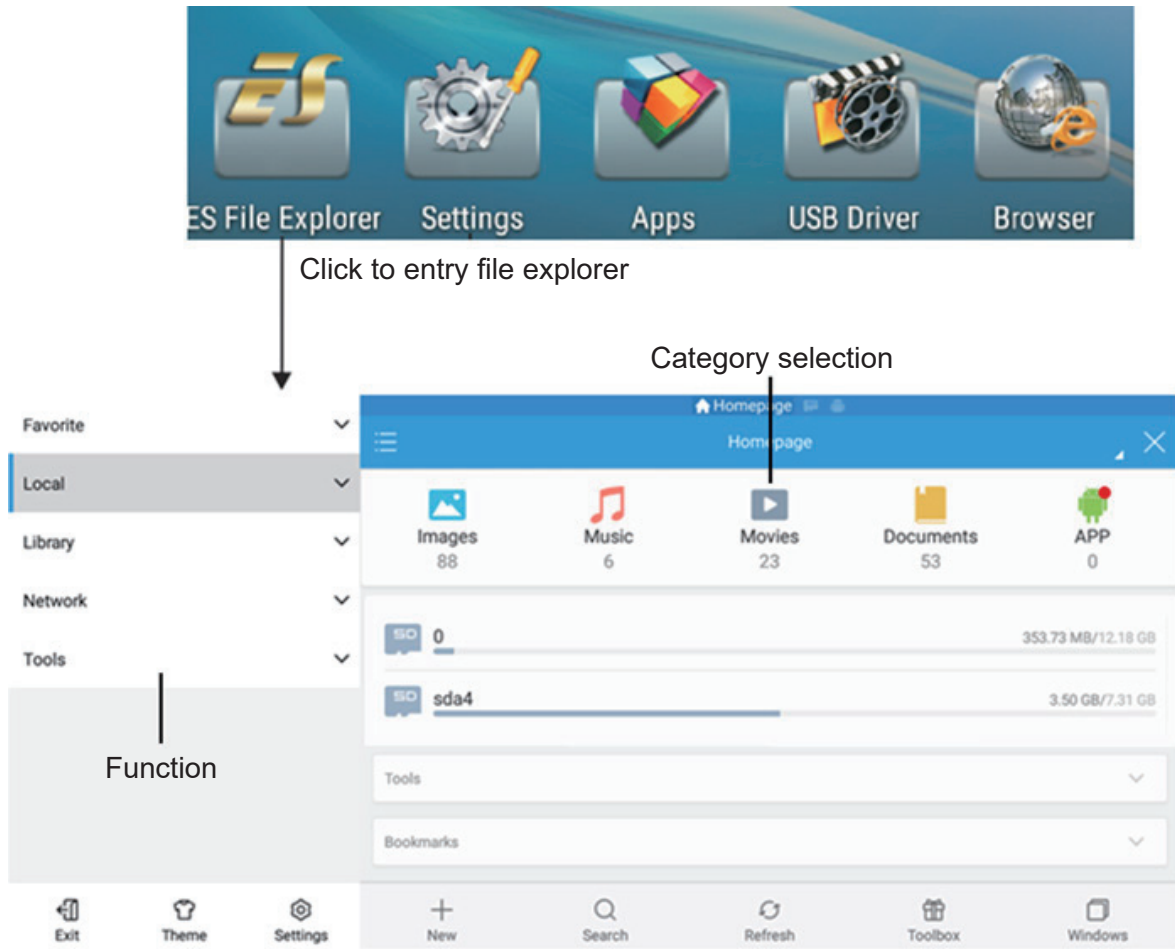 ES
ES File Explorer Settings Apps USB Driver Browser
Click to entry file explorer
Category selection
Favorite
Local
Library
Network
Tools
Function
Exit Theme Settings
Homepage
Homepage
Images Music Movies Documents APP
88 6 23 53 0
SD 0 353.73 MB/12.18 GB
SD sda4 3.50 GB/7.31 GB
Tools
Bookmarks
New Search Refresh Toolbox Windows